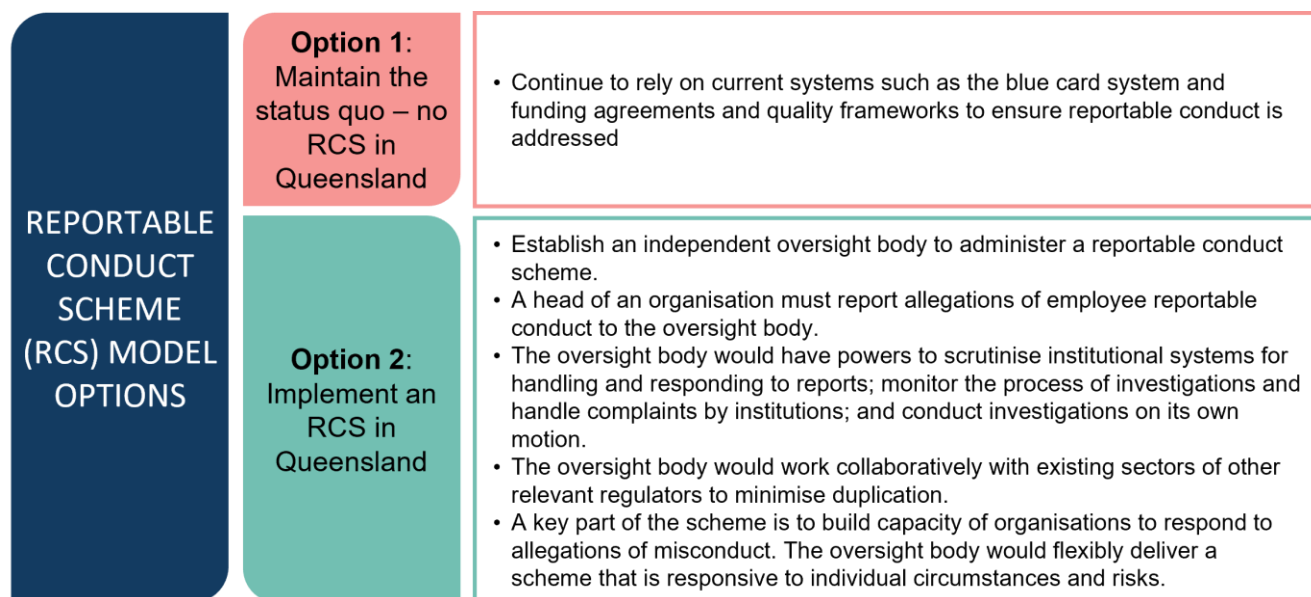 REPORTABLE
CONDUCT
SCHEME
(RCS) MODEL
OPTIONS
Option 1:
Maintain the
status quo – no
RCS in
Queensland
• Continue to rely on current systems such as the blue card system and
funding agreements and quality frameworks to ensure reportable conduct is
addressed
Option 2:
Implement an
RCS in
Queensland
• Establish an independent oversight body to administer a reportable conduct
scheme.
• A head of an organisation must report allegations of employee reportable
conduct to the oversight body.
• The oversight body would have powers to scrutinise institutional systems for
handling and responding to reports; monitor the process of investigations and
handle complaints by institutions; and conduct investigations on its own
motion.
• The oversight body would work collaboratively with existing sectors of other
relevant regulators to minimise duplication.
• A key part of the scheme is to build capacity of organisations to respond to
allegations of misconduct. The oversight body would flexibly deliver a
scheme that is responsive to individual circumstances and risks.